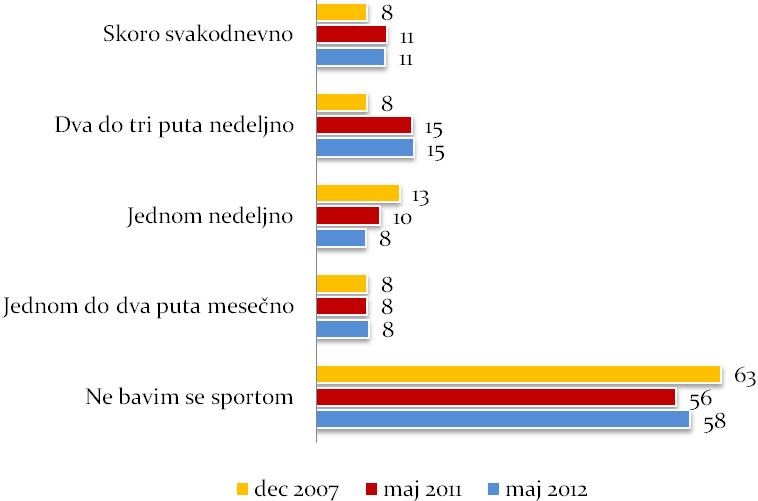 Skoro svakodnevno
8
11
11
Dva do tri puta nedeljno
8
15
15
Jednom nedeljno
13
10
8
Jednom do dva puta mesečno
8
8
8
Ne bavim se sportom
63
56
58
dec 2007 maj 2011 maj 2012